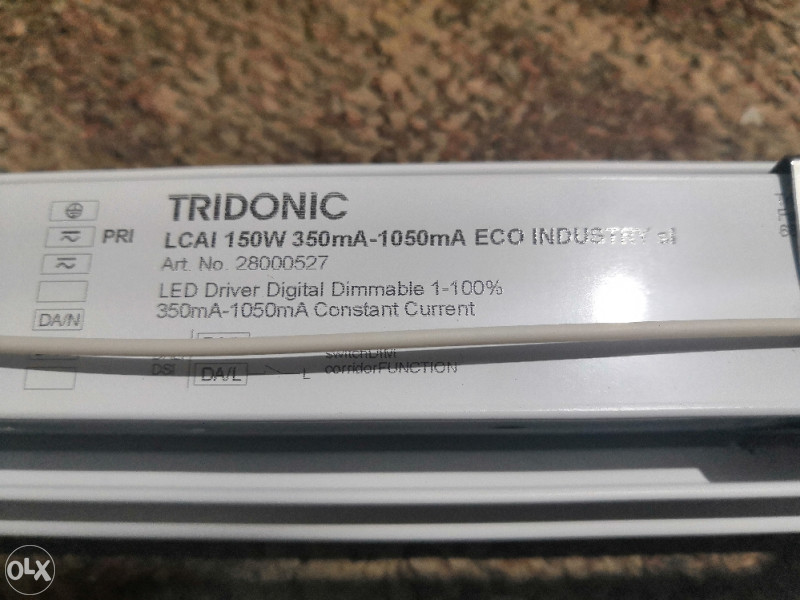 TRIDONIC
PRI
LCAI 150W 350mA-1050mA ECO INDUSTRY sl
Art. No. 28000527
LED Driver Digital Dimmable 1-100%
350mA-1050mA Constant Current
DA/N
switchDIM
DSI
DA/L
L
corridorFUNCTION
OLX